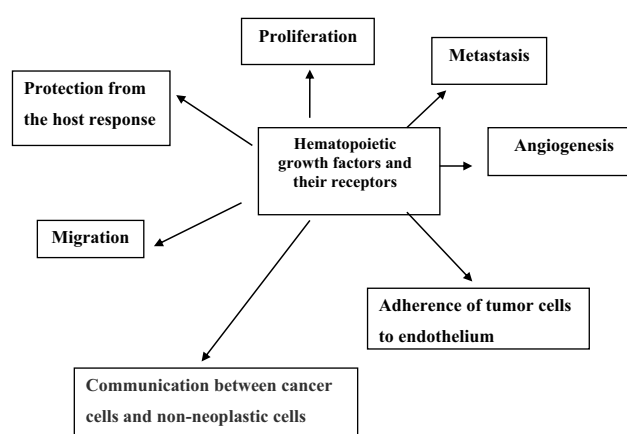 Proliferation
Metastasis
Protection from
the host response
Hematopoietic
growth factors and
their receptors
Angiogenesis
Migration
Adherence of tumor cells
to endothelium
Communication between cancer
cells and non-neoplastic cells